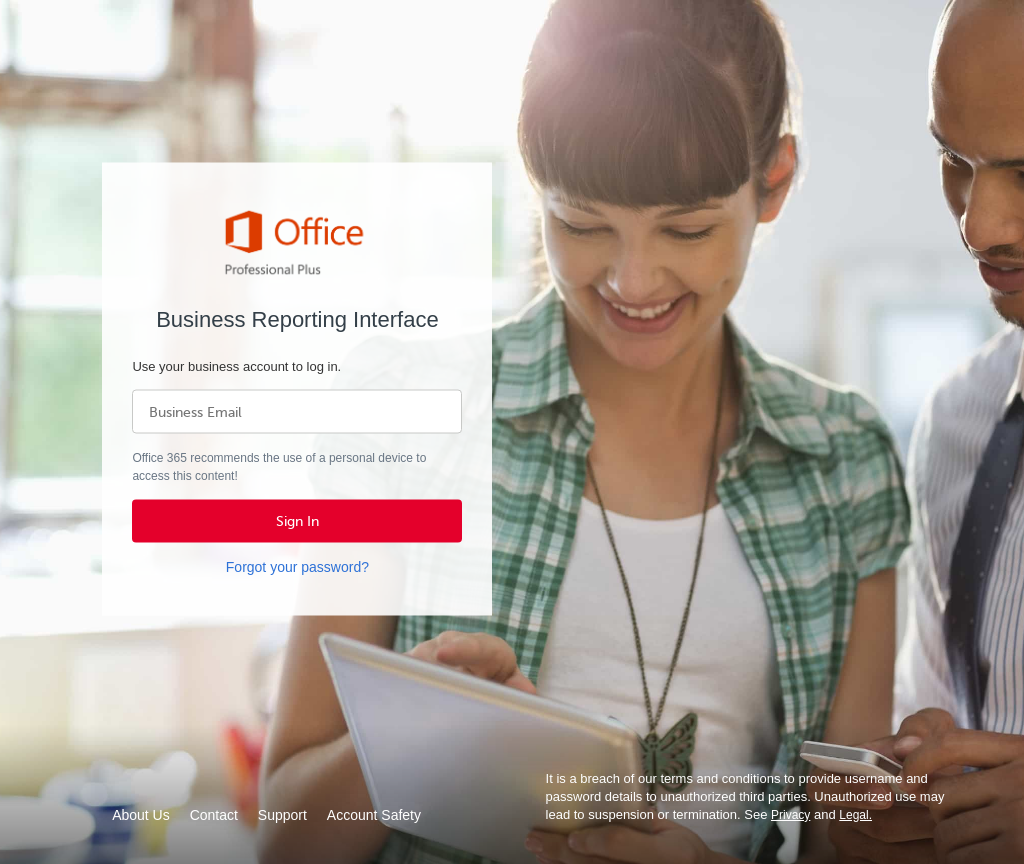 Office
Professional Plus
Business Reporting Interface
Use your business account to log in.
Business Email
Office 365 recommends the use of a personal device to
access this content!
Sign In
Forgot your password?
About Us Contact Support Account Safety
It is a breach of our terms and conditions to provide username and
password details to unauthorized third parties. Unauthorized use may
lead to suspension or termination. See Privacy and Legal.